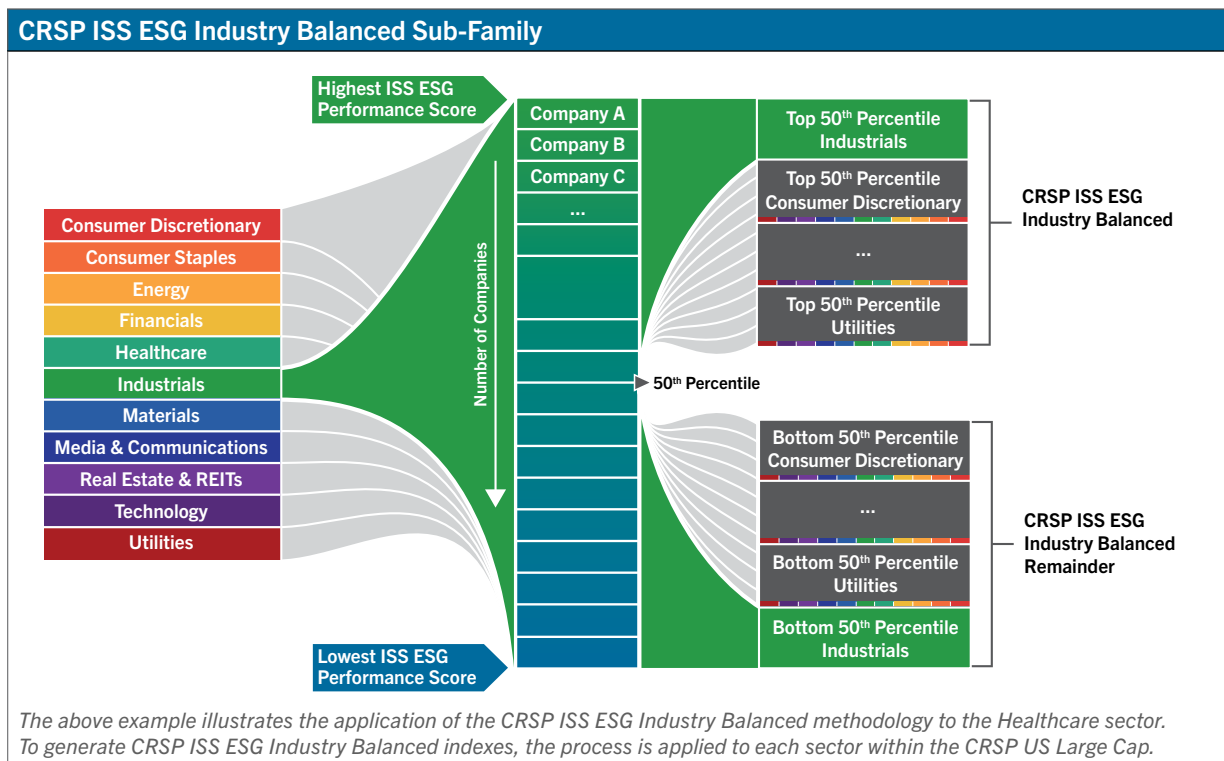 CRSP ISS ESG Industry Balanced Sub-Family
Highest ISS ESG
Performance Score
Consumer Discretionary
Consumer Staples
Energy
Financials
Healthcare
Industrials
Materials
Media & Communications
Real Estate & REITs
Technology
Utilities
Lowest ISS ESG
Performance Score
Number of Companies
Company A
Company B
Company C
...
50th Percentile
Top 50th Percentile
Industrials
Top 50th Percentile
Consumer Discretionary
...
Top 50th Percentile
Utilities
CRSP ISS ESG
Industry Balanced
Bottom 50th Percentile
Consumer Discretionary
...
Bottom 50th Percentile
Utilities
Bottom 50th Percentile
Industrials
CRSP ISS ESG
Industry Balanced
Remainder
The above example illustrates the application of the CRSP ISS ESG Industry Balanced methodology to the Healthcare sector.
To generate CRSP ISS ESG Industry Balanced indexes, the process is applied to each sector within the CRSP US Large Cap.